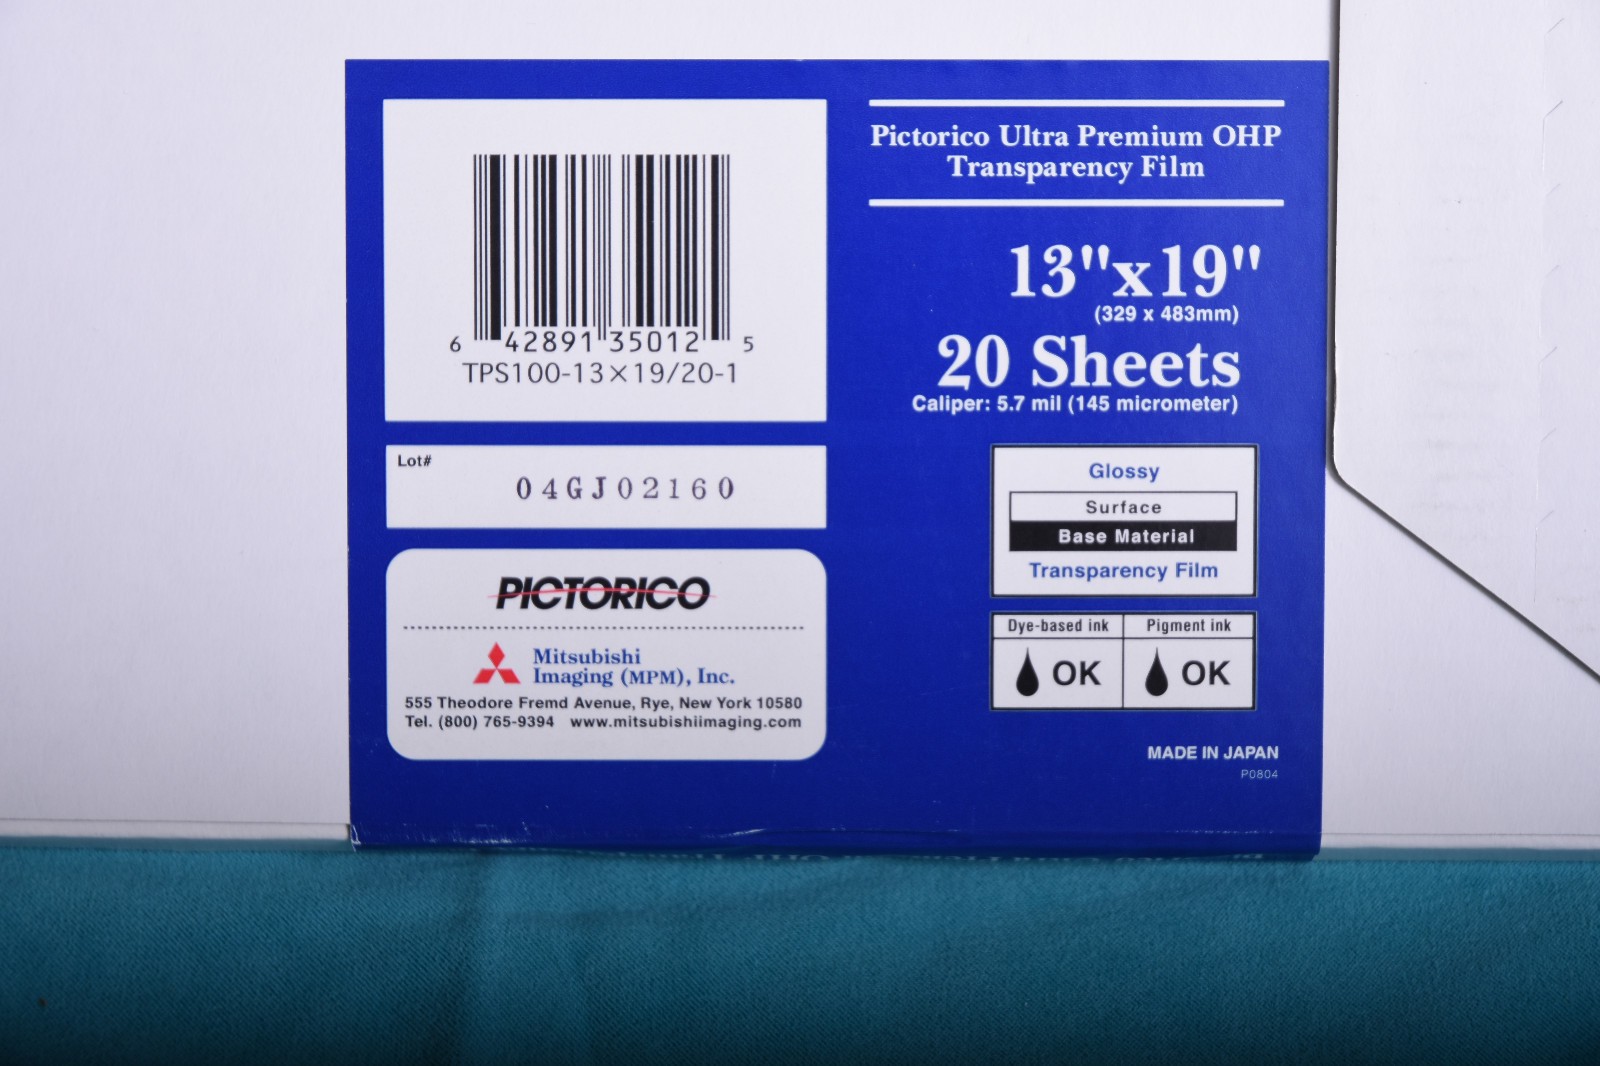 6 42891 35012 5
TPS100-13×19/20-1
Lot#
04GJ02160
PICTORICO
Mitsubishi
Imaging (MPM), Inc.
555 Theodore Fremd Avenue, Rye, New York 10580
Tel. (800) 765-9394 www.mitsubishiimaging.com
Pictorico Ultra Premium OHP
Transparency Film
13"x19"
(329 x 483mm)
20 Sheets
Caliper: 5.7 mil (145 micrometer)
Glossy
Surface
Base Material
Transparency Film
Dye-based ink Pigment ink
OK OK
MADE IN JAPAN
P0804